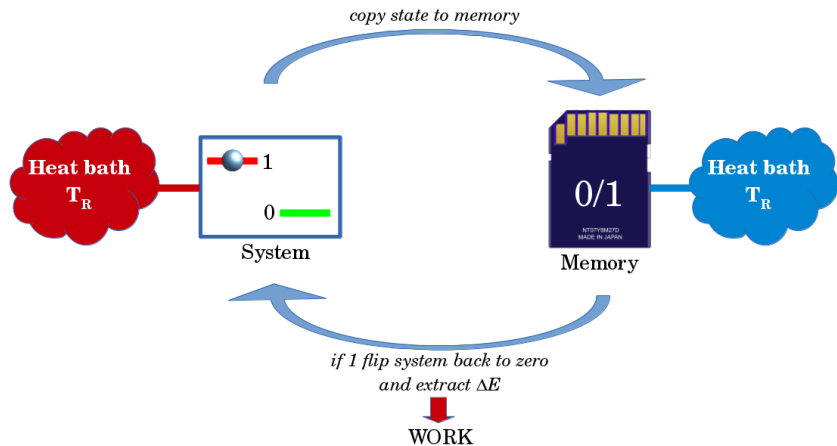 copy state to memory
Heat bath
T_R
1
0
System
0/1
NT07Y8M27D
MADE IN JAPAN
Memory
Heat bath
T_R
if 1 flip system back to zero
and extract ΔE
WORK